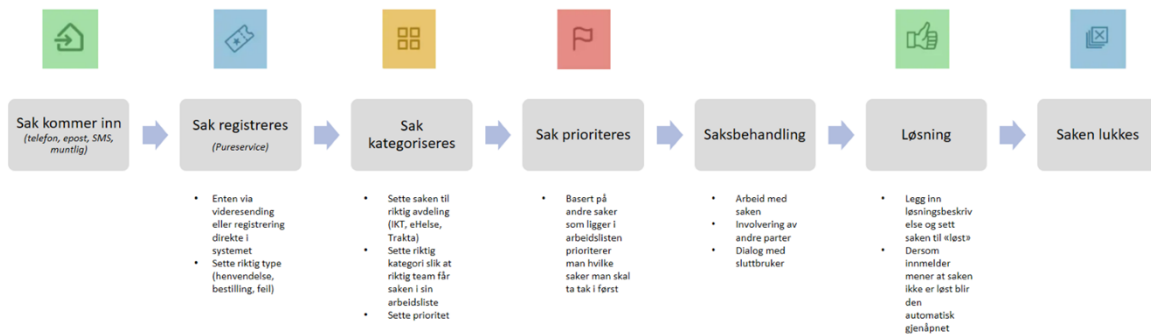 Sak kommer inn
(telefon, epost, SMS,
muntlig)
Sak registreres
(Pureservice)
Sak
kategoriseres
Sak prioriteres
Saksbehandling
Løsning
Saken lukkes
• Enten via
videresending
eller registrering
direkte i
systemet
• Sette riktig type
(henvendelse,
bestilling, feil)
• Sette saken til
riktig avdeling
(IKT, eHelse,
Trakta)
• Sette riktig
kategori slik at
riktig team får
saken i sin
arbeidsliste
• Sette prioritet
• Basert på
andre saker
som ligger i
arbeidslisten
prioriterer
man hvilke
saker man skal
ta tak i først
• Arbeid med
saken
• Involvering av
andre parter
• Dialog med
sluttbruker
• Legg inn
løsningsbeskriv
else og sett
saken til «løst»
• Dersom
innmelder
mener at saken
ikke er løst blir
den
automatisk
gjenåpnet